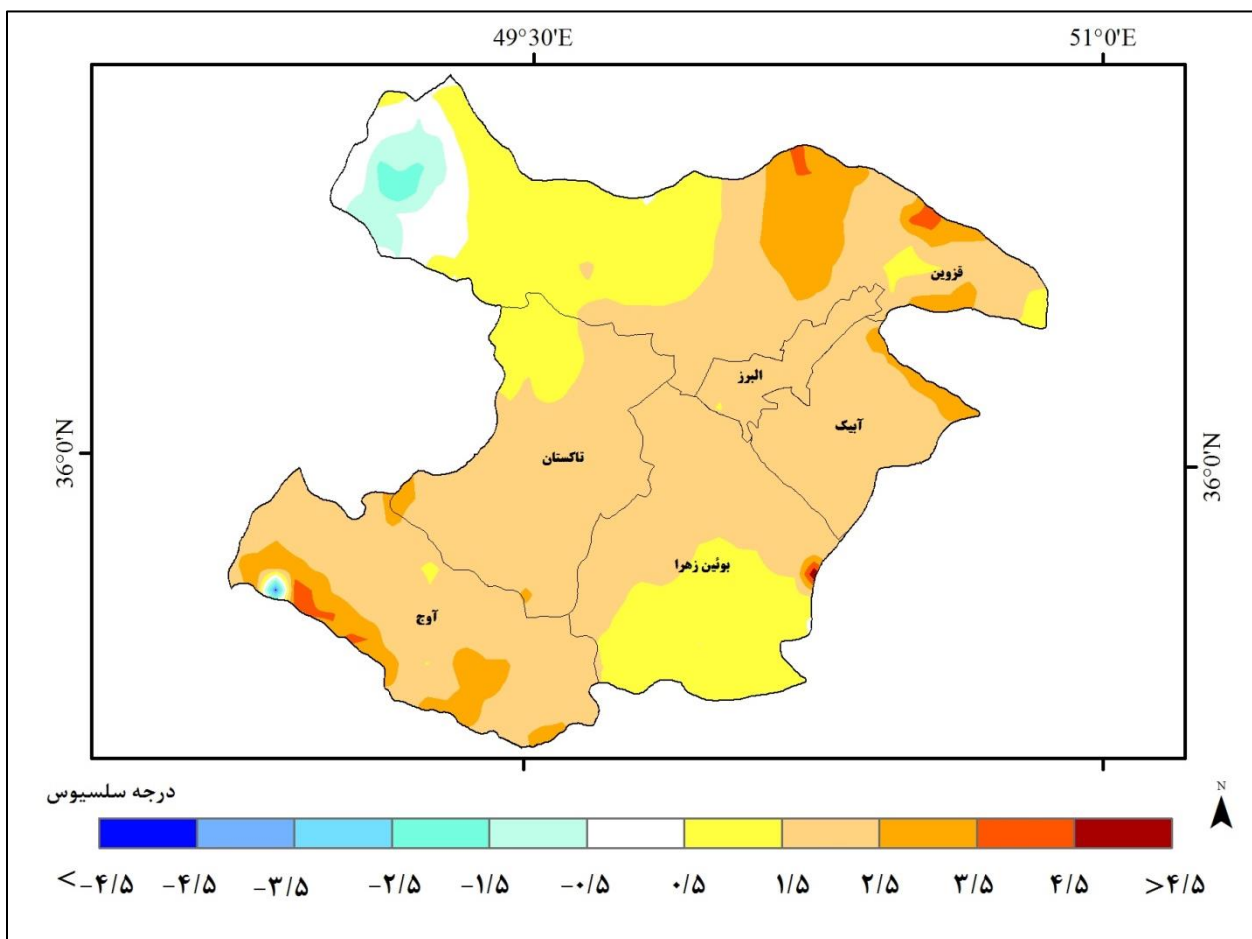 49°30'E 51°0'E
قزوین
البرز
آبیک
36°0'N 36°0'N
تاکستان
بوئین زهرا
آوج
درجه سلسیوس
N
<-۴/۵ -۴/۵ -۳/۵ -۲/۵ -۱/۵ -۰/۵ ۰/۵ ۱/۵ ۲/۵ ۳/۵ ۴/۵ >۴/۵